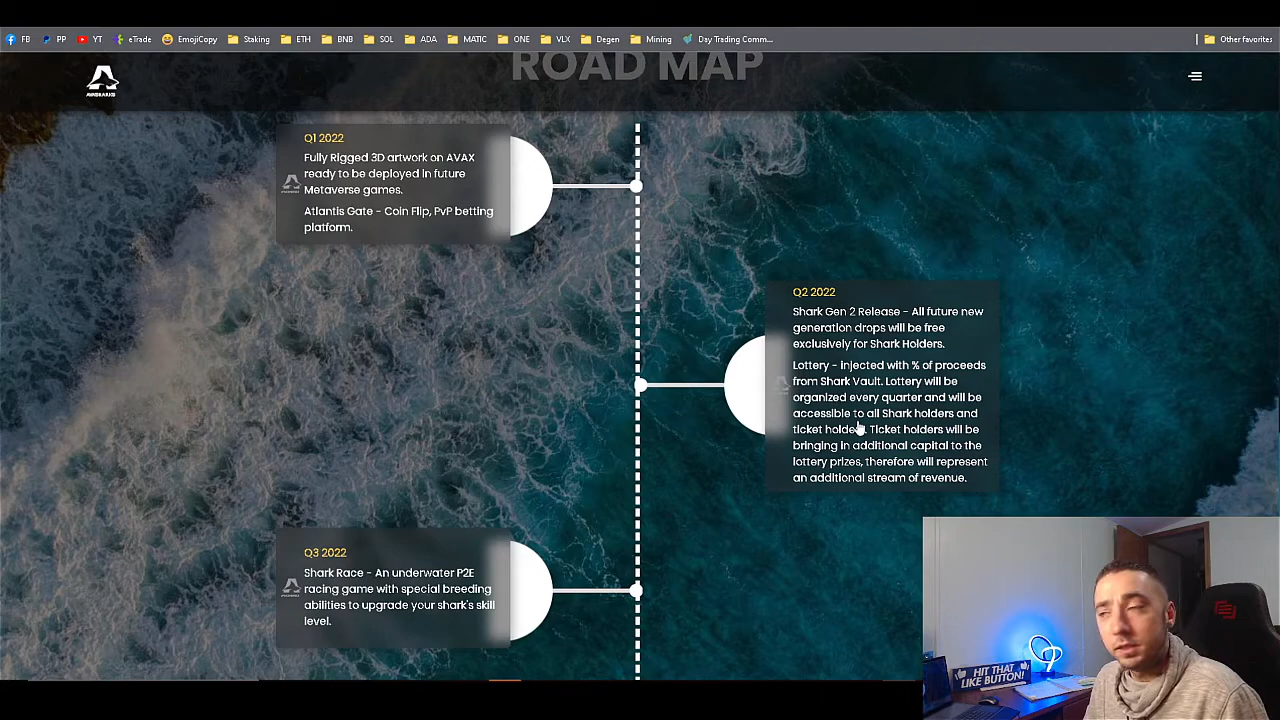 FB
PP
YT
eTrade
EmojiCopy
Staking
ETH
BNB
SOL
ADA
MATIC
ONE
VLX
Degen
Mining
Day Trading Comm...
Other favorites
ROAD MAP
AVASHARKS
Q1 2022
Fully Rigged 3D artwork on AVAX
ready to be deployed in future
Metaverse games.
Atlantis Gate - Coin Flip, PvP betting
platform.
Q2 2022
Shark Gen 2 Release - All future new
generation drops will be free
exclusively for Shark Holders.
Lottery - injected with % of proceeds
from Shark Vault. Lottery will be
organized every quarter and will be
accessible to all Shark holders and
ticket holders. Ticket holders will be
bringing in additional capital to the
lottery prizes, therefore will represent
an additional stream of revenue.
Q3 2022
Shark Race - An underwater P2E
racing game with special breeding
abilities to upgrade your shark's skill
level.
HIT THAT
LIKE BUTTON!